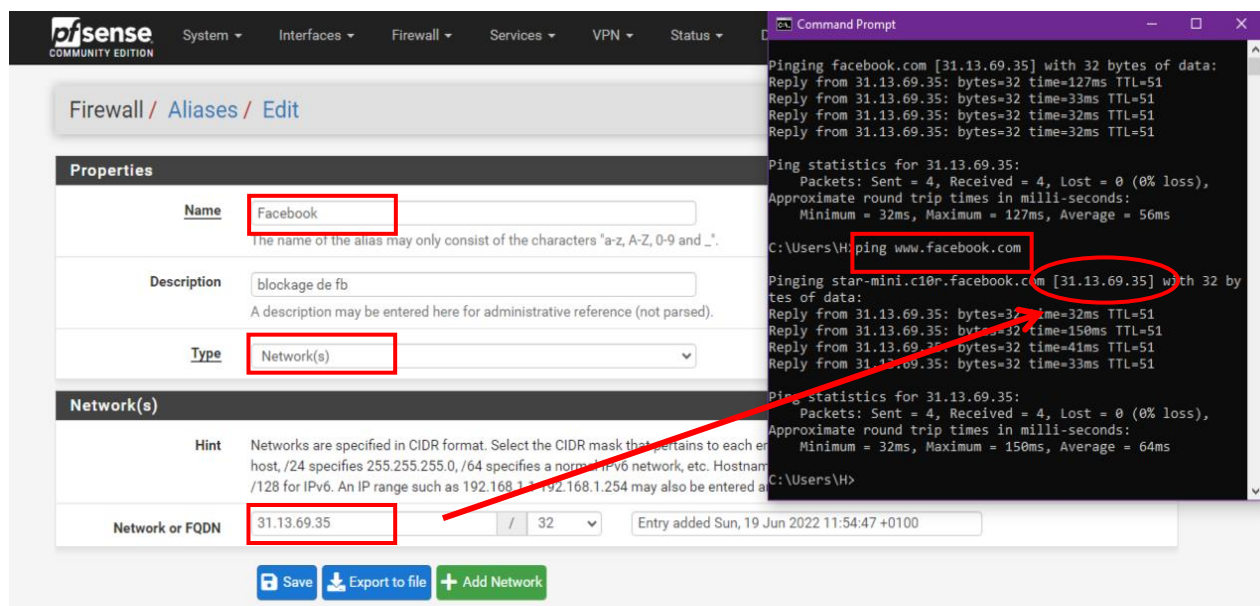 pfsense
COMMUNITY EDITION
System
Interfaces
Firewall
Services
VPN
Status
D
Firewall / Aliases / Edit
Properties
Name
Facebook
The name of the alias may only consist of the characters "a-z, A-Z, 0-9 and _".
Description
blockage de fb
A description may be entered here for administrative reference (not parsed).
Type
Network(s)
Network(s)
Hint
Networks are specified in CIDR format. Select the CIDR mask that pertains to each en
host, /24 specifies 255.255.255.0, /64 specifies a normal IPv6 network, etc. Hostnam
/128 for IPv6. An IP range such as 192.168.1.1-192.168.1.254 may also be entered a
Network or FQDN
31.13.69.35
/ 32
Entry added Sun, 19 Jun 2022 11:54:47 +0100
Save
Export to file
Add Network
Command Prompt
Pinging facebook.com [31.13.69.35] with 32 bytes of data:
Reply from 31.13.69.35: bytes=32 time=127ms TTL=51
Reply from 31.13.69.35: bytes=32 time=33ms TTL=51
Reply from 31.13.69.35: bytes=32 time=32ms TTL=51
Reply from 31.13.69.35: bytes=32 time=32ms TTL=51
Ping statistics for 31.13.69.35:
Packets: Sent = 4, Received = 4, Lost = 0 (0% loss),
Approximate round trip times in milli-seconds:
Minimum = 32ms, Maximum = 127ms, Average = 56ms
C:\Users\H>ping www.facebook.com
Pinging star-mini.c10r.facebook.com [31.13.69.35] with 32 by
tes of data:
Reply from 31.13.69.35: bytes=32 time=32ms TTL=51
Reply from 31.13.69.35: bytes=32 time=150ms TTL=51
Reply from 31.13.69.35: bytes=32 time=41ms TTL=51
Reply from 31.13.69.35: bytes=32 time=33ms TTL=51
Ping statistics for 31.13.69.35:
Packets: Sent = 4, Received = 4, Lost = 0 (0% loss),
Approximate round trip times in milli-seconds:
Minimum = 32ms, Maximum = 150ms, Average = 64ms
C:\Users\H>